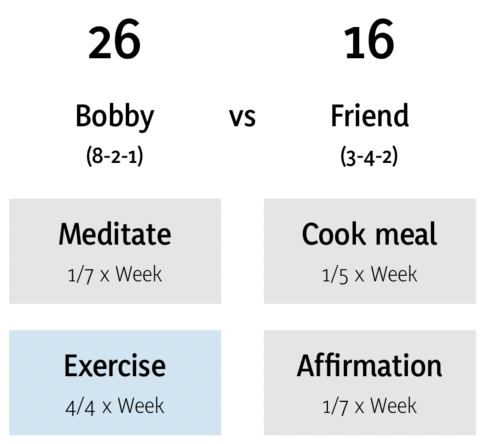 26 16
Bobby vs Friend
(8-2-1) (3-4-2)
Meditate Cook meal
1/7 x Week 1/5 x Week
Exercise Affirmation
4/4 x Week 1/7 x Week